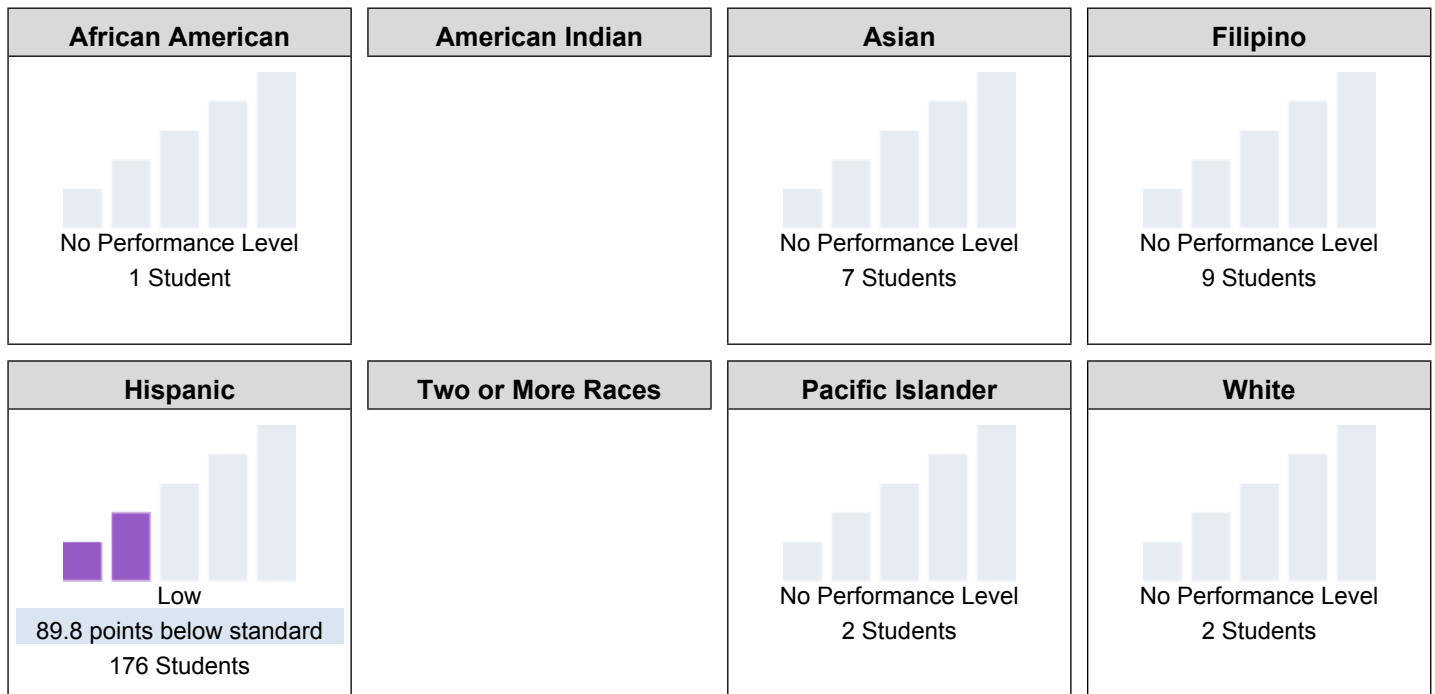 African American
American Indian
Asian
Filipino
No Performance Level
1 Student
No Performance Level
7 Students
No Performance Level
9 Students
Hispanic
Two or More Races
Pacific Islander
White
Low
89.8 points below standard
176 Students
No Performance Level
2 Students
No Performance Level
2 Students